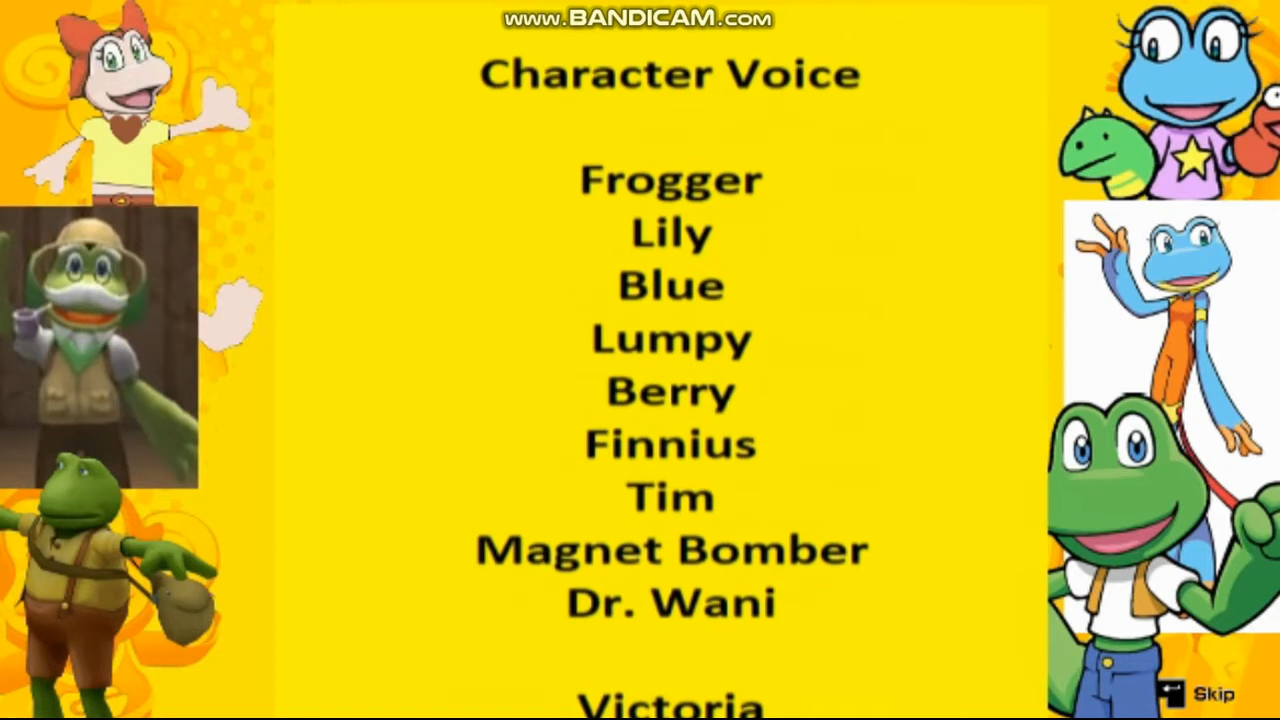 www.BANDICAM.com
Character Voice
Frogger
Lily
Blue
Lumpy
Berry
Finnius
Tim
Magnet Bomber
Dr. Wani
Victoria
Skip